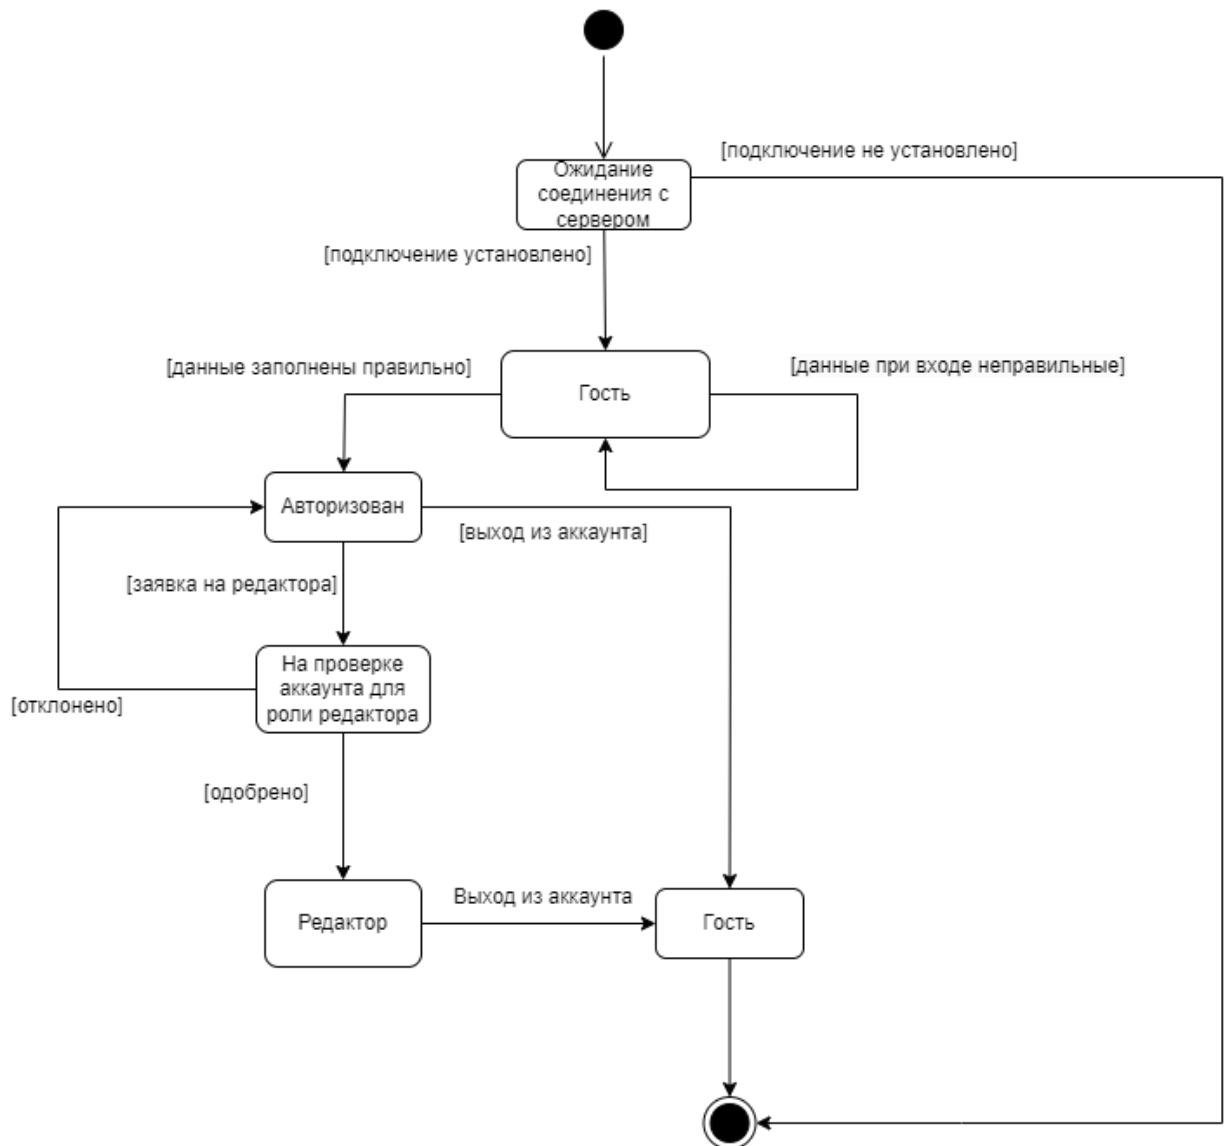 [подключение не установлено]
Ожидание
соединения с
сервером
[подключение установлено]
[данные заполнены правильно]
[данные при входе неправильные]
Гость
Авторизован
[выход из аккаунта]
[заявка на редактора]
На проверке
аккаунта для
роли редактора
[отклонено]
[одобрено]
Выход из аккаунта
Редактор
Гость